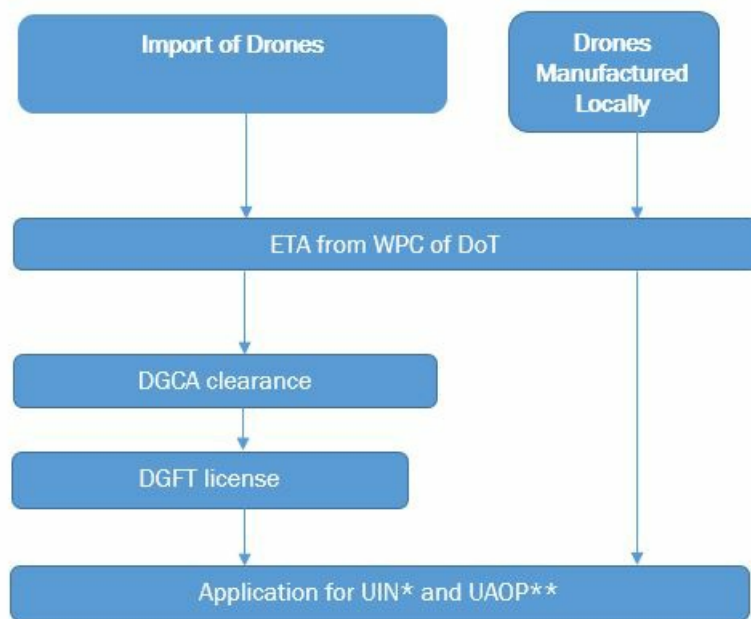 Import of Drones
Drones
Manufactured
Locally
ETA from WPC of DoT
DGCA clearance
DGFT license
Application for UIN* and UAOP**